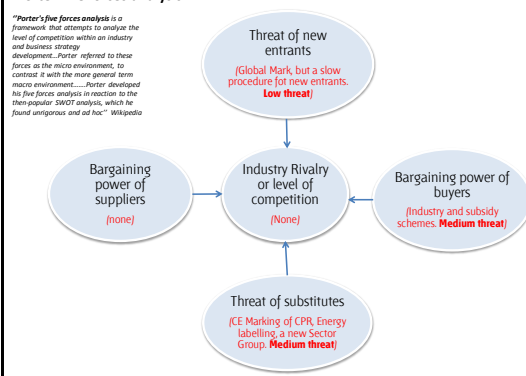 "Porter's five forces analysis is a
framework that attempts to analyze the
level of competition within an industry
and business strategy
development...Porter referred to these
forces as the micro environment, to
contrast it with the more general term
macro environment.......Porter developed
his five forces analysis in reaction to the
then-popular SWOT analysis, which he
found unrigorous and ad hoc" Wikipedia
Threat of new
entrants
(Global Mark, but a slow
procedure fot new entrants.
Low threat)
Bargaining
power of
suppliers
(none)
Industry Rivalry
or level of
competition
(None)
Bargaining power of
buyers
(Industry and subsidy
schemes. Medium threat)
Threat of substitutes
(CE Marking of CPR, Energy
labelling, a new Sector
Group. Medium threat)